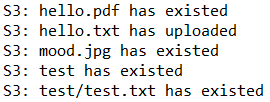 S3: hello.pdf has existed
S3: hello.txt has uploaded
S3: mood.jpg has existed
S3: test has existed
S3: test/test.txt has existed